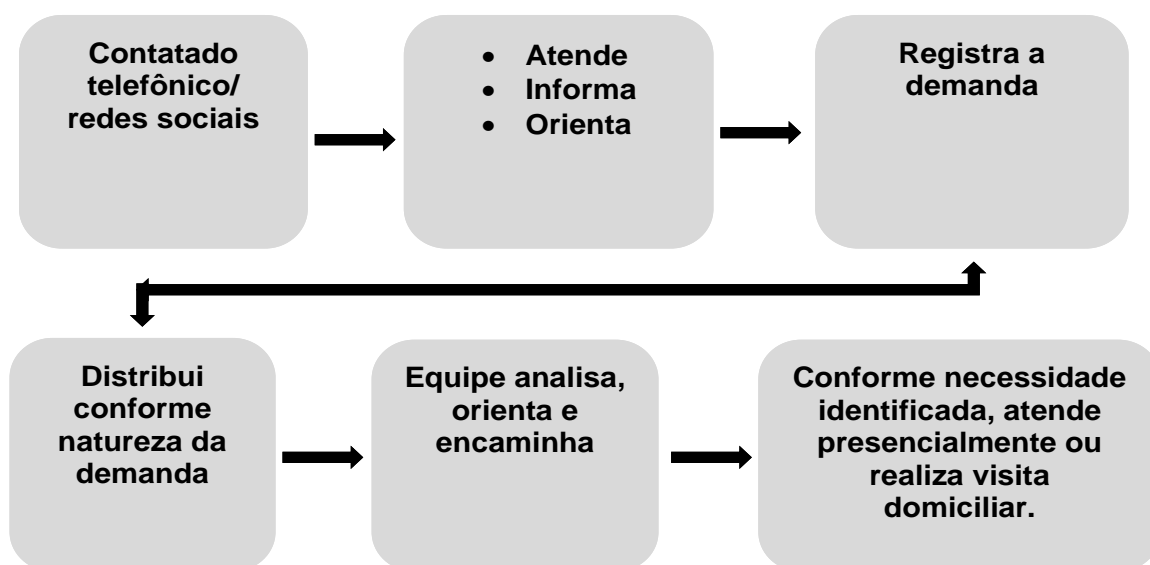 Contatado
telefônico/
redes sociais
• Atende
• Informa
• Orienta
Registra a
demanda
Distribui
conforme
natureza da
demanda
Equipe analisa,
orienta e
encaminha
Conforme necessidade
identificada, atende
presencialmente ou
realiza visita
domiciliar.